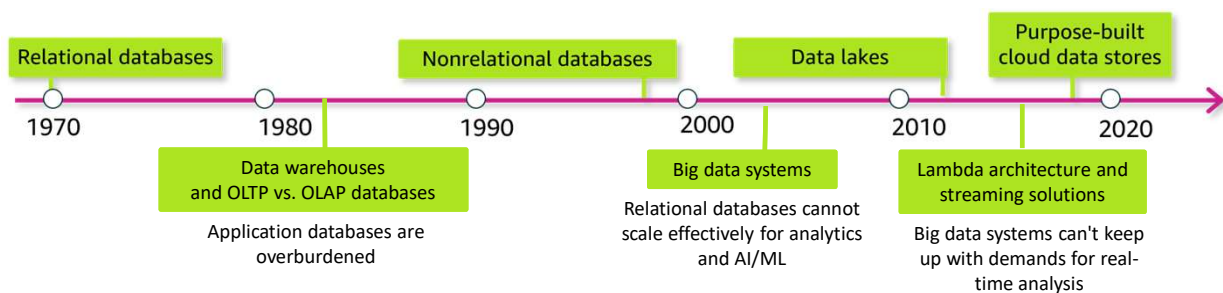 Relational databases
Nonrelational databases
Data lakes
Purpose-built
cloud data stores
1970
1980
1990
2000
2010
2020
Data warehouses
and OLTP vs. OLAP databases
Application databases are
overburdened
Big data systems
Relational databases cannot
scale effectively for analytics
and AI/ML
Lambda architecture and
streaming solutions
Big data systems can't keep
up with demands for real-
time analysis